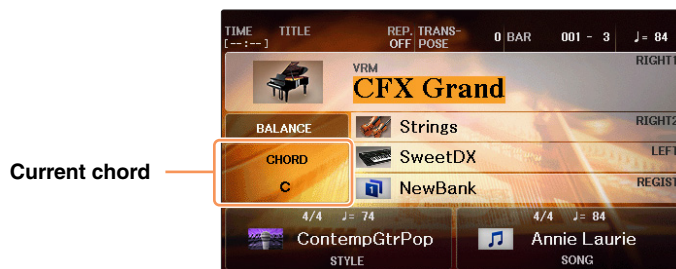 TIME TITLE REP. TRANS- 0 BAR 001 - 3 ♩= 84
[--:--] OFF POSE
VRM RIGHT1
CFX Grand
BALANCE Strings RIGHT2
CHORD SweetDX LEFT
C NewBank REGIST
Current chord
4/4 ♩= 74 4/4 ♩= 84
ContempGtrPop Annie Laurie
STYLE SONG